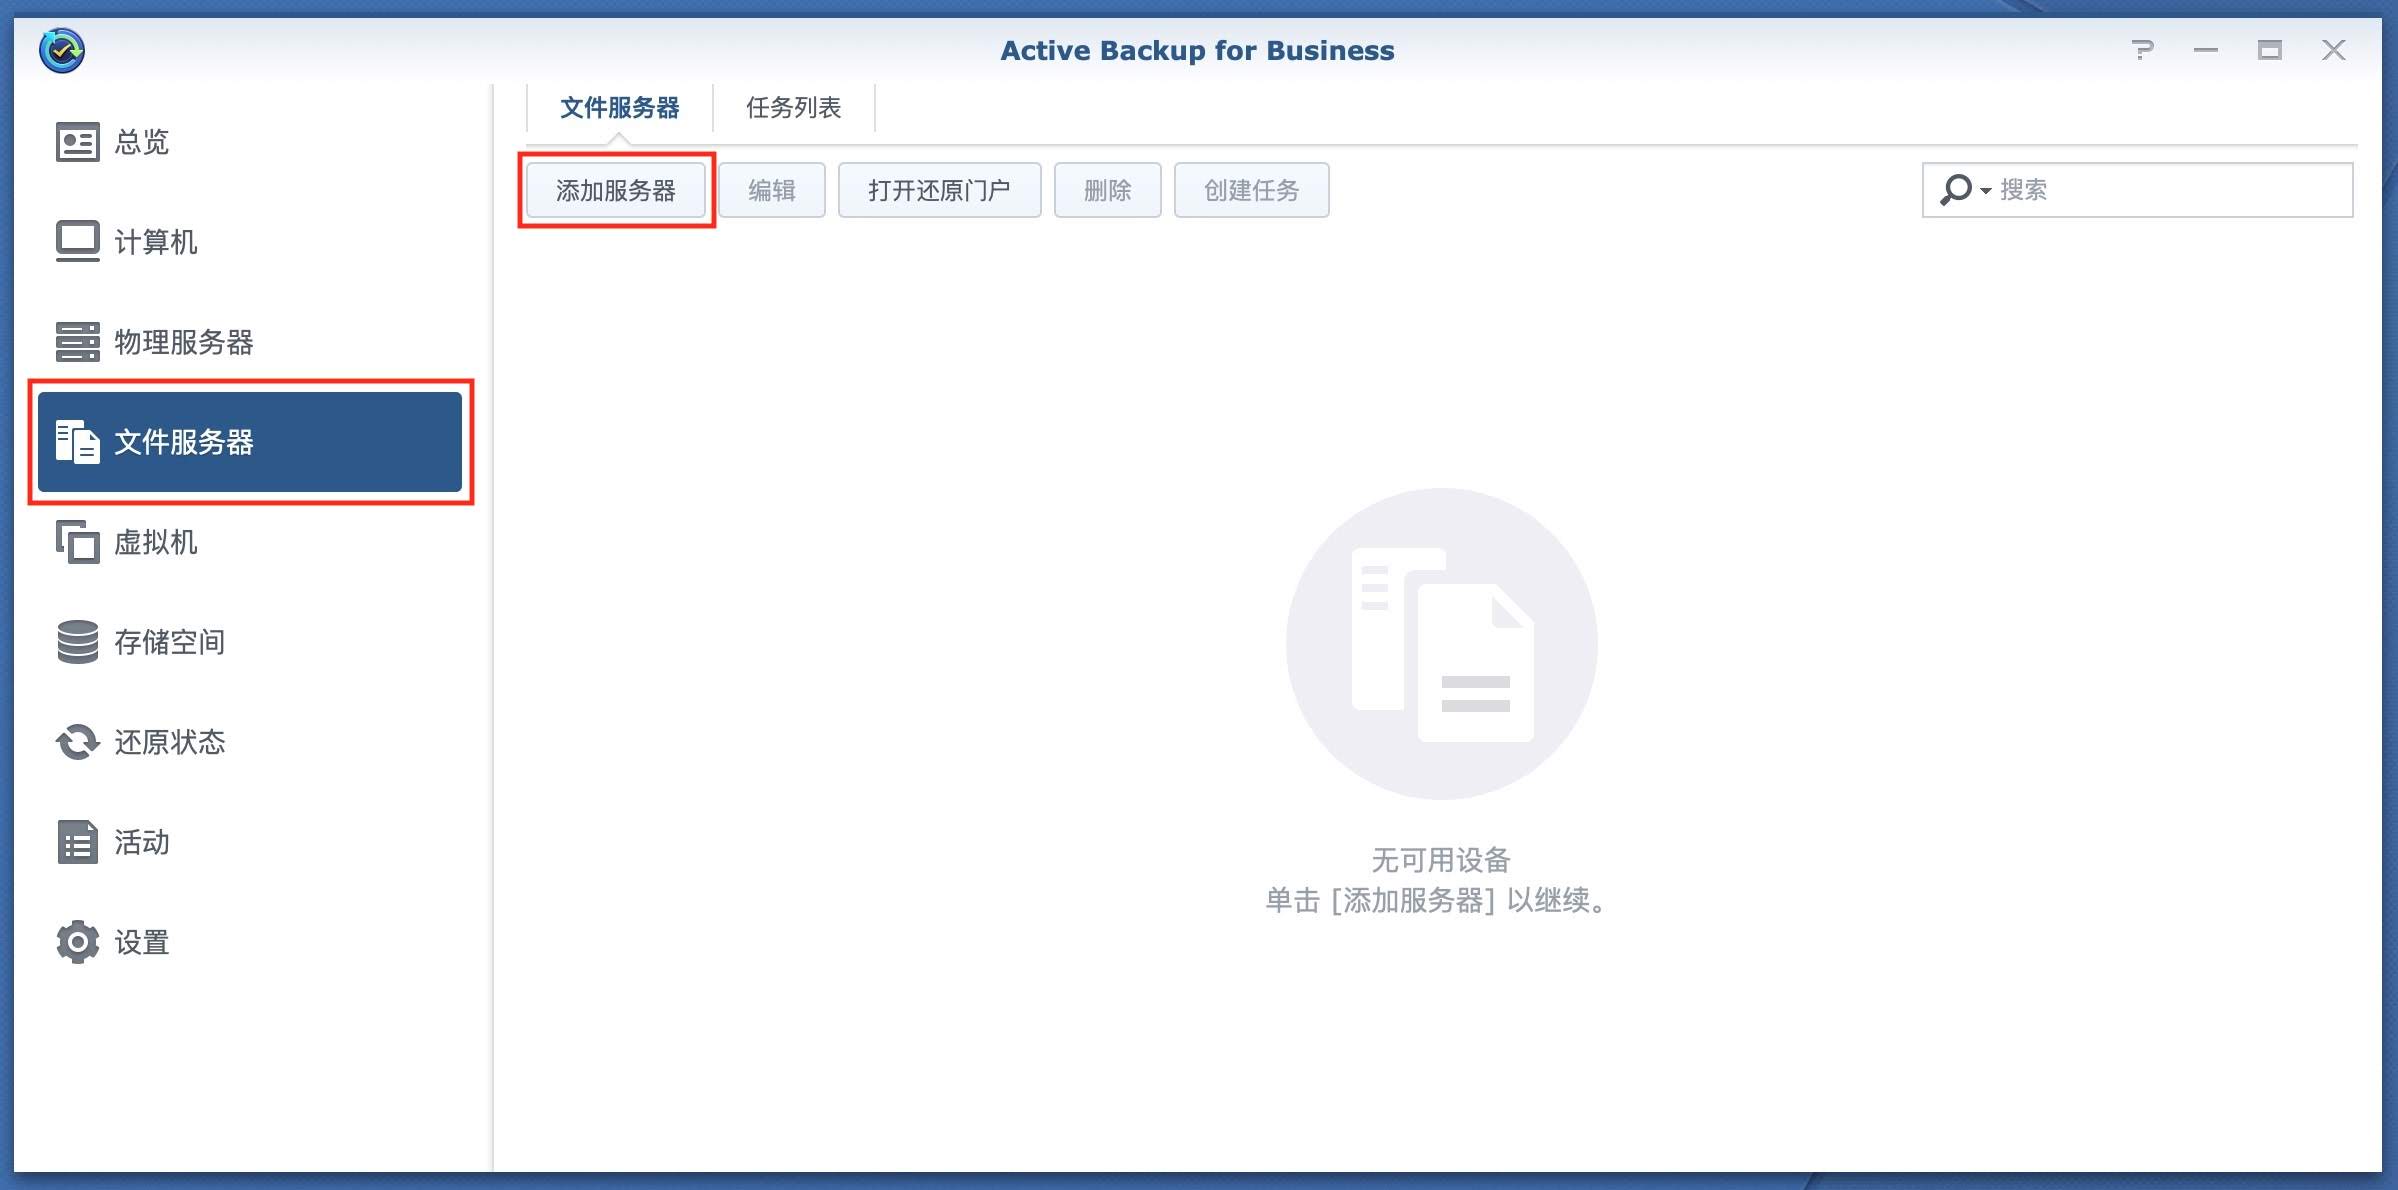 Active Backup for Business
总览
计算机
物理服务器
文件服务器
虚拟机
存储空间
还原状态
活动
设置
文件服务器 任务列表
添加服务器 编辑 打开还原门户 删除 创建任务 搜索
无可用设备
单击 [添加服务器] 以继续。